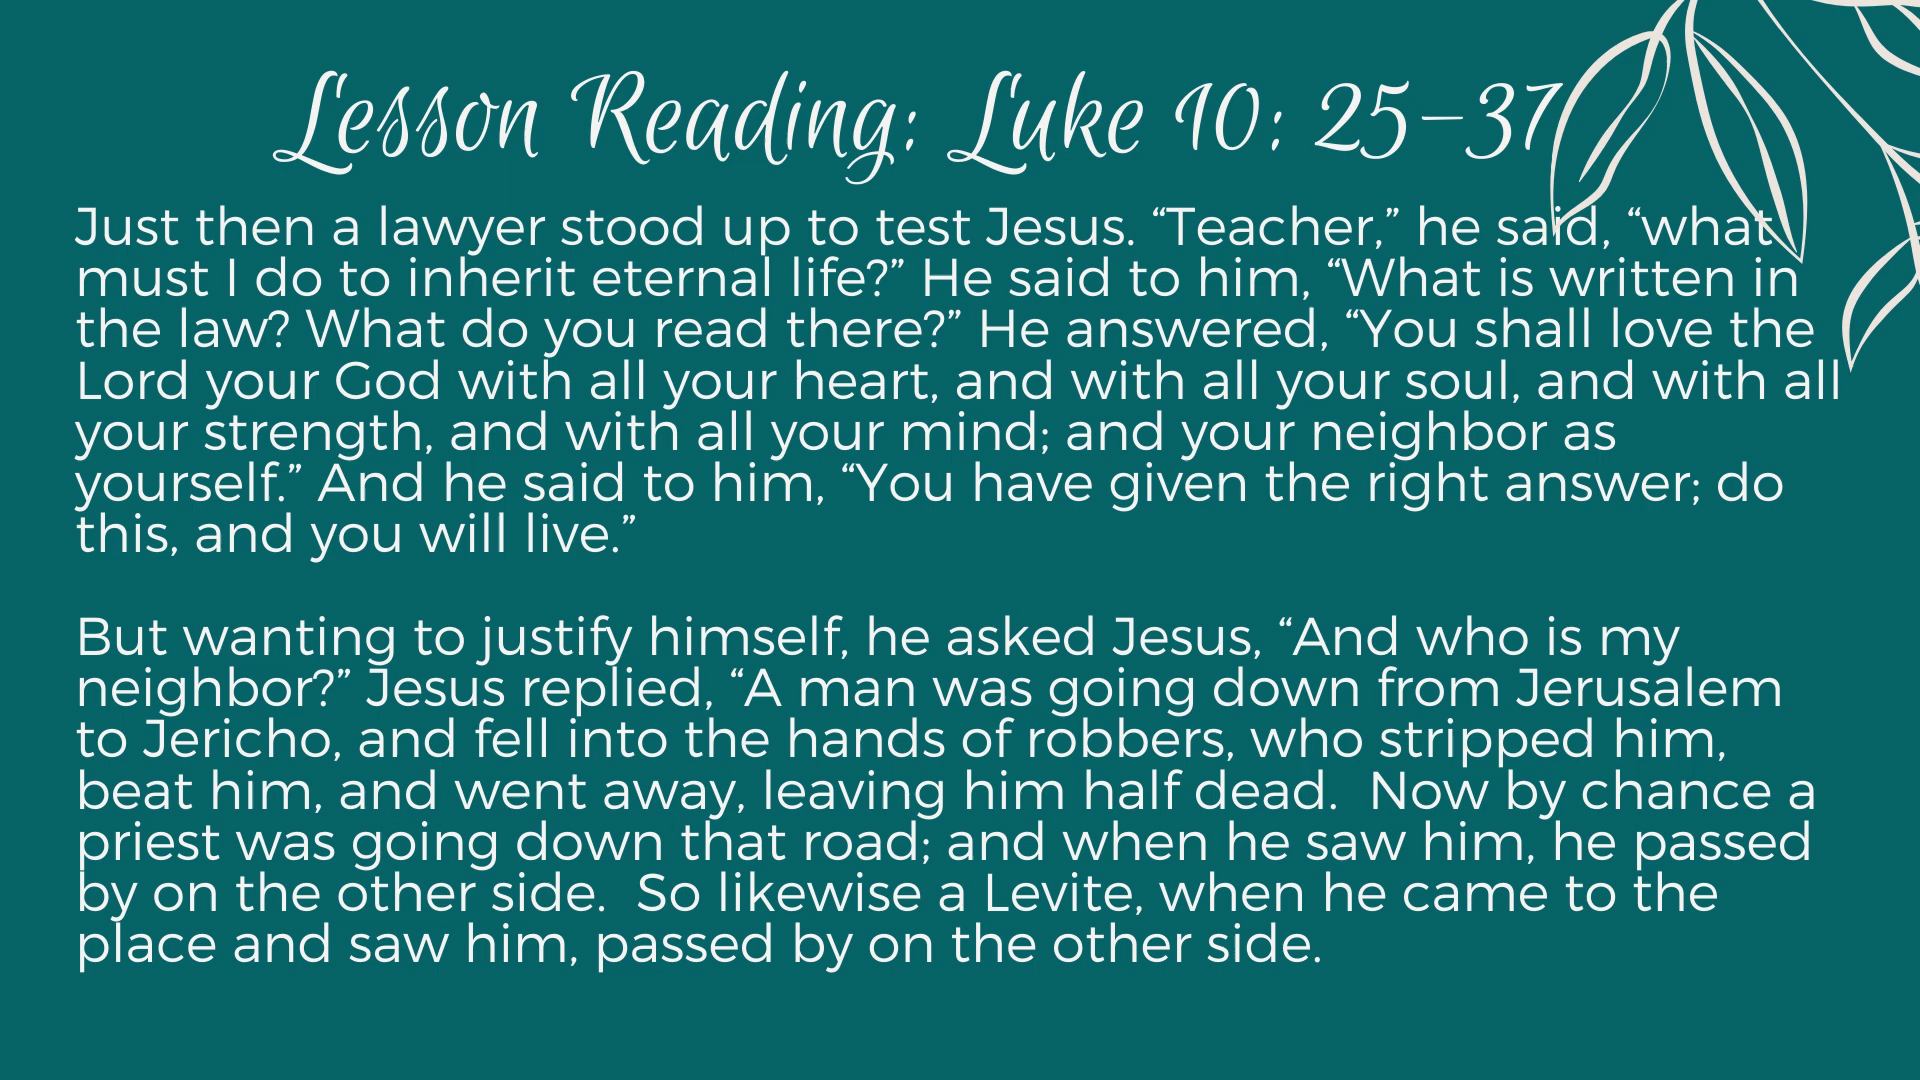 Lesson Reading: Luke 10: 25-37
Just then a lawyer stood up to test Jesus. “Teacher,” he said, “what
must I do to inherit eternal life?” He said to him, “What is written in
the law? What do you read there?” He answered, “You shall love the
Lord your God with all your heart, and with all your soul, and with all
your strength, and with all your mind; and your neighbor as
yourself.” And he said to him, “You have given the right answer; do
this, and you will live.”
But wanting to justify himself, he asked Jesus, “And who is my
neighbor?” Jesus replied, “A man was going down from Jerusalem
to Jericho, and fell into the hands of robbers, who stripped him,
beat him, and went away, leaving him half dead.  Now by chance a
priest was going down that road; and when he saw him, he passed
by on the other side.  So likewise a Levite, when he came to the
place and saw him, passed by on the other side.